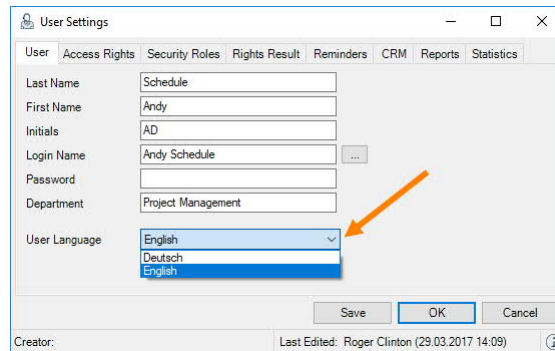 User Settings
User Access Rights Security Roles Rights Result Reminders CRM Reports Statistics
Last Name Schedule
First Name Andy
Initials AD
Login Name Andy Schedule ...
Password
Department Project Management
User Language English
Deutsch
English
Save OK Cancel
Creator: Last Edited: Roger Clinton (29.03.2017 14:09)